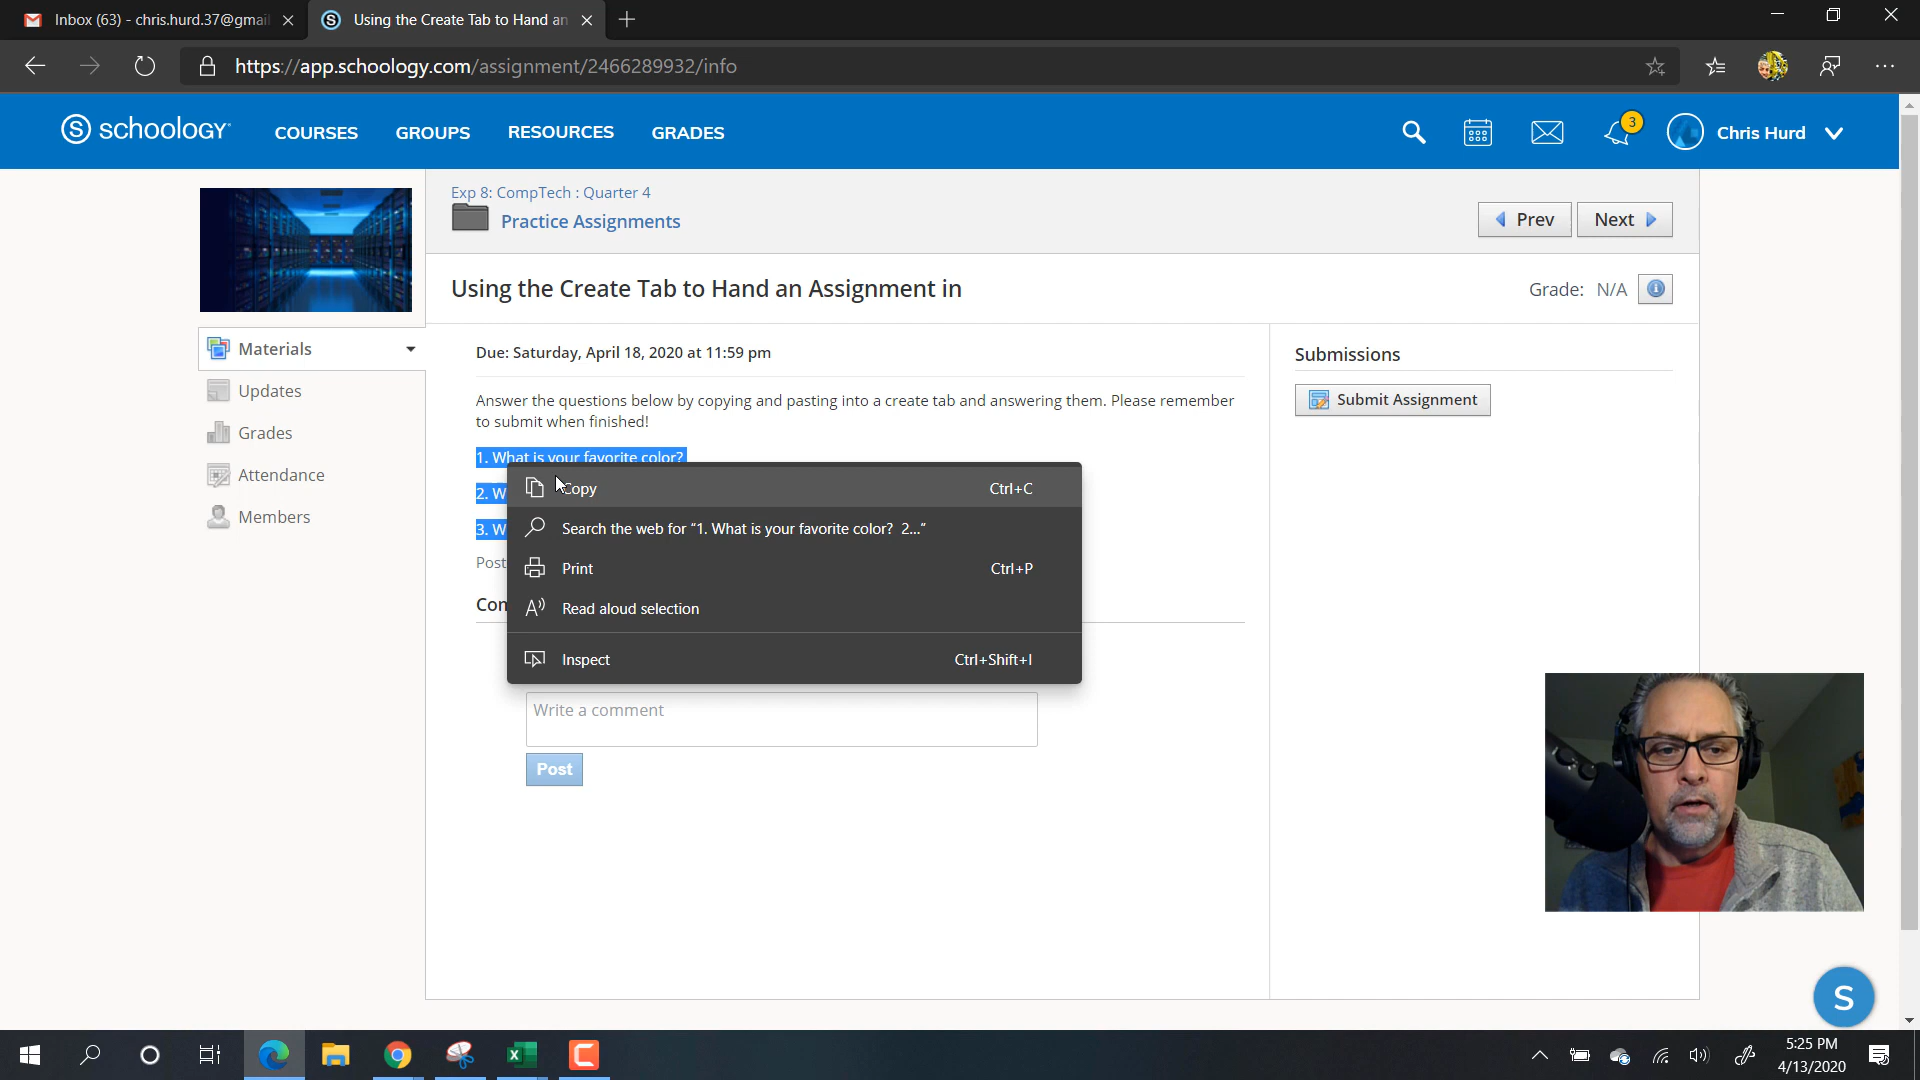 Inbox (63) - chris.hurd.37@gmai
Using the Create Tab to Hand an
https://app.schoology.com/assignment/2466289932/info
schoology
COURSES
GROUPS
RESOURCES
GRADES
3
Chris Hurd
Exp 8: CompTech : Quarter 4
Practice Assignments
Prev
Next
Using the Create Tab to Hand an Assignment in
Grade: N/A
Materials
Updates
Grades
Attendance
Members
Due: Saturday, April 18, 2020 at 11:59 pm
Answer the questions below by copying and pasting into a create tab and answering them. Please remember
to submit when finished!
1. What is your favorite color?
2. W
3. W
Post
Con
Copy Ctrl+C
Search the web for "1. What is your favorite color? 2..."
Print Ctrl+P
Read aloud selection
Inspect Ctrl+Shift+I
Write a comment
Post
Submissions
Submit Assignment
S
5:25 PM
4/13/2020